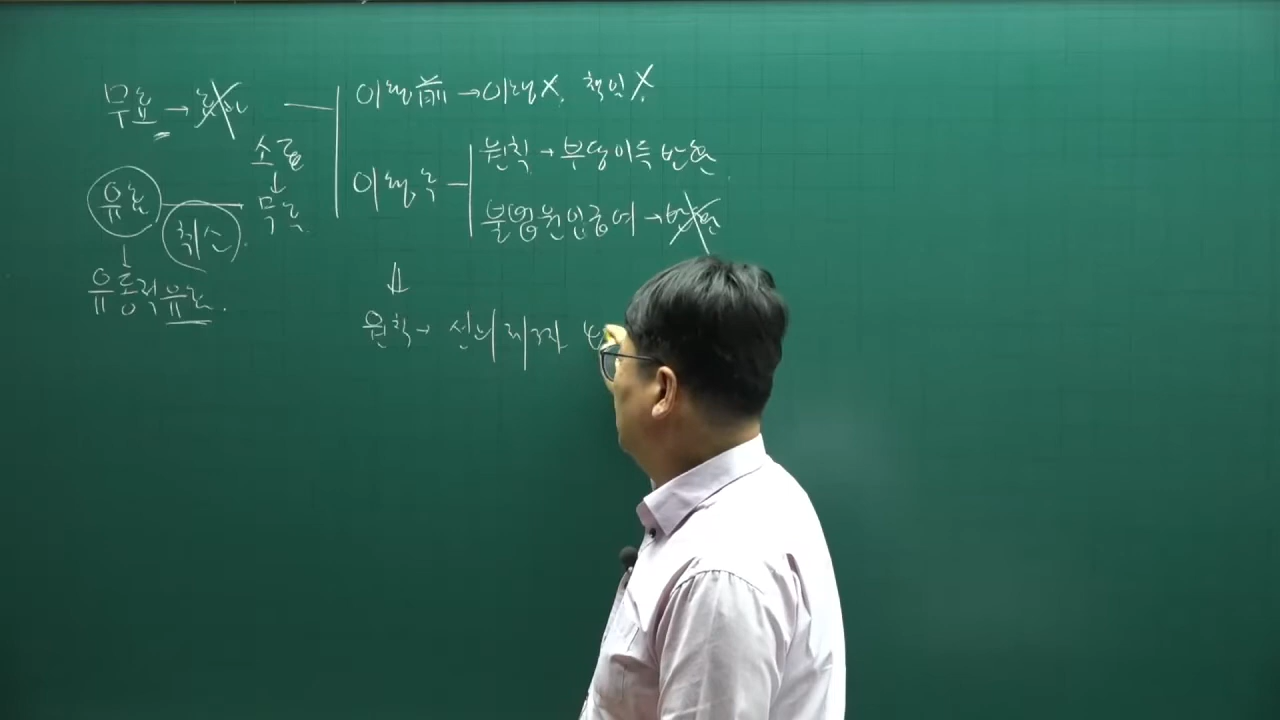 무효 → 효과
이행前 → 이행X, 책임X
소급
↓
무효
유효
취소
↓
유동적 유효.
이행 후
원칙 → 부당이득 반환
불법원인급여 → 반환
⇓
원칙 → 선의 제3자